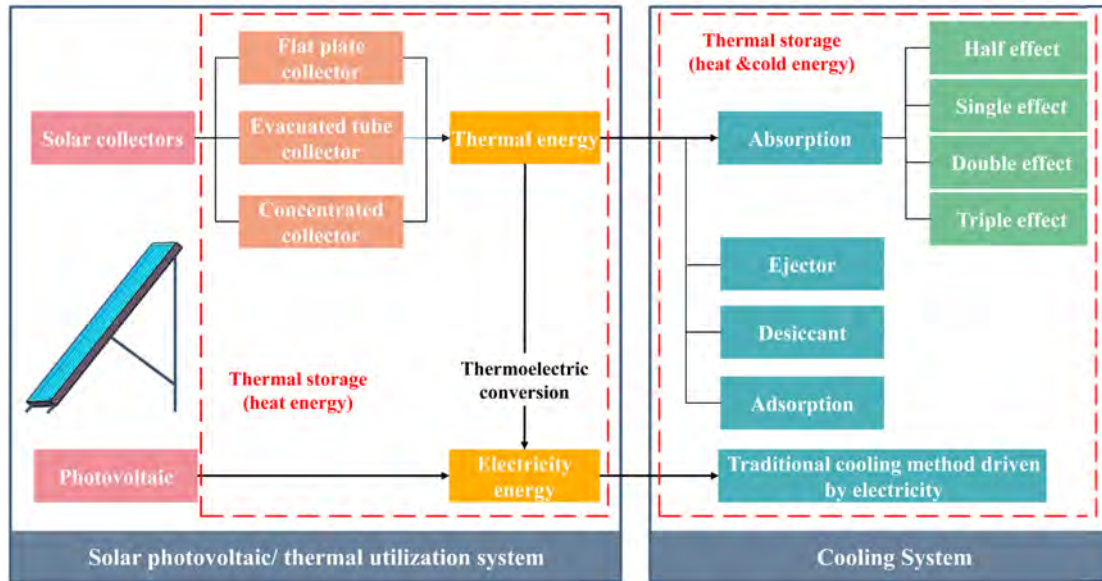 Flat plate
collector
Solar collectors
Evacuated tube
collector
Concentrated
collector
Thermal energy
Thermoelectric
conversion
Thermal storage
(heat energy)
Photovoltaic
Electricity
energy
Solar photovoltaic/ thermal utilization system
Thermal storage
(heat &cold energy)
Absorption
Half effect
Single effect
Double effect
Triple effect
Ejector
Desiccant
Adsorption
Traditional cooling method driven
by electricity
Cooling System